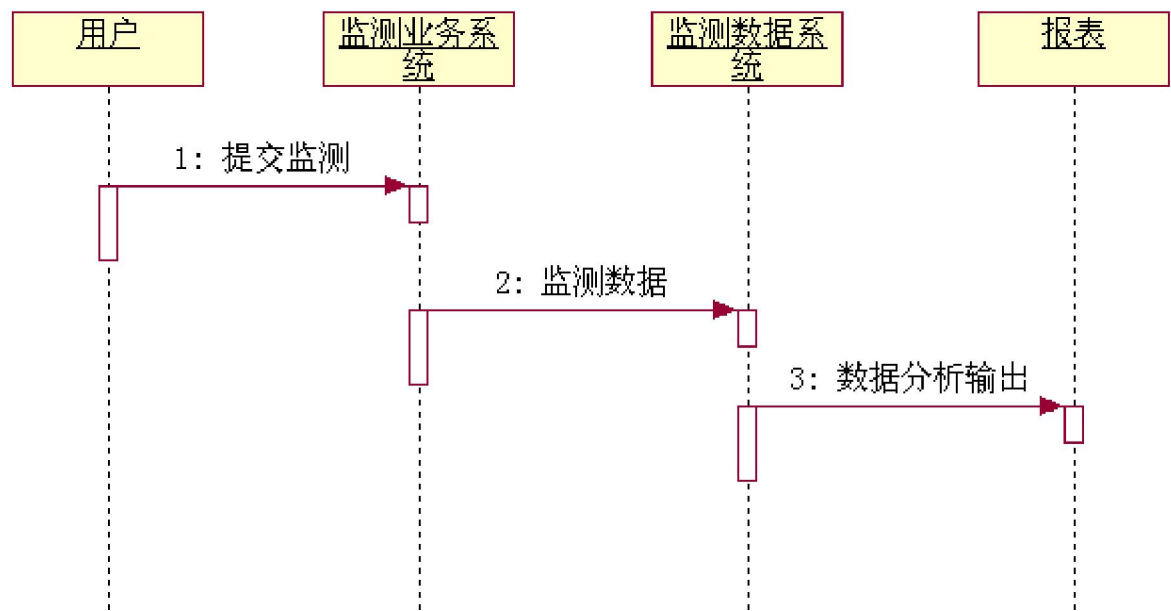 用户
监测业务系
统
监测数据系
统
报表
1: 提交监测
2: 监测数据
3: 数据分析输出